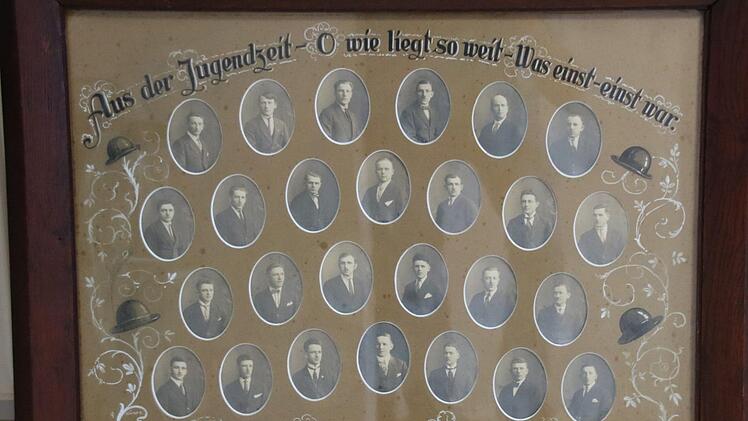 Aus der Jugendzeit - O wie liegt so weit - Was einst - einst war.